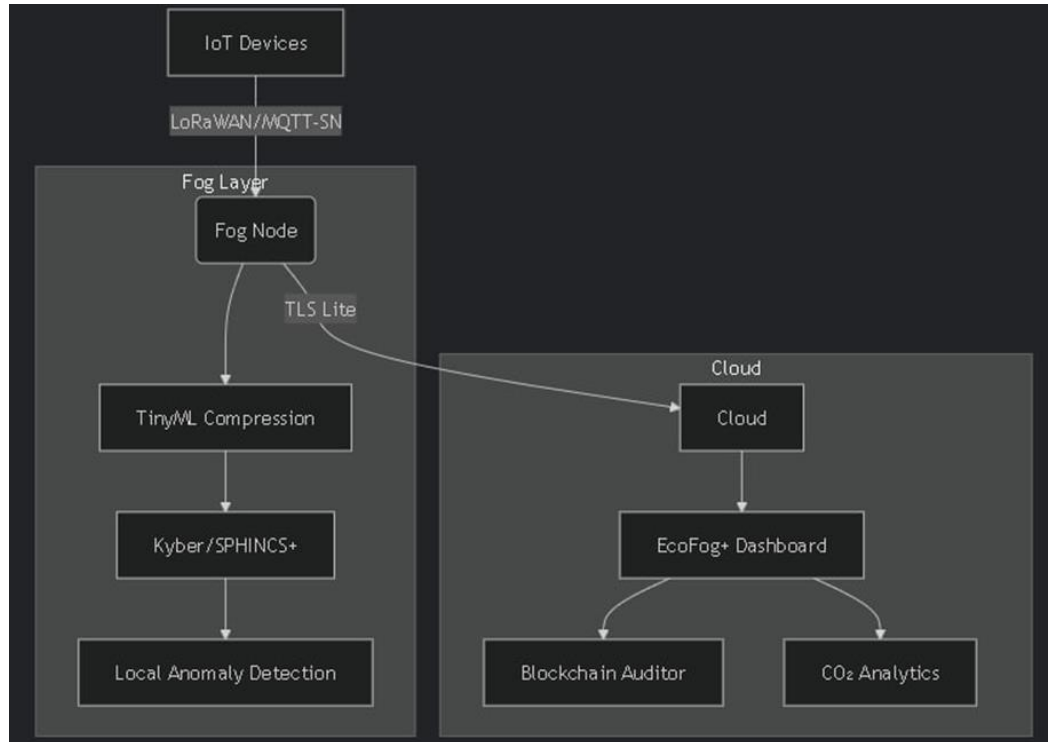 IoT Devices
LoRaWAN/MQTT-SN
Fog Layer
Fog Node
TLS Lite
TinyML Compression
Kyber/SPHINCS+
Local Anomaly Detection
Cloud
Cloud
EcoFog+ Dashboard
Blockchain Auditor
CO₂ Analytics